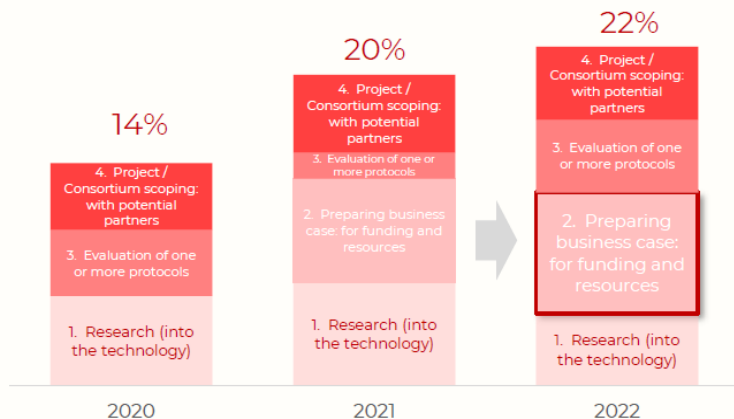 14%
4. Project /
Consortium scoping:
with potential
partners
3. Evaluation of one
or more protocols
1. Research (into
the technology)
2020
20%
4. Project /
Consortium scoping:
with potential
partners
3. Evaluation of one or
more protocols
2. Preparing business
case: for funding and
resources
1. Research (into
the technology)
2021
22%
4. Project /
Consortium scoping:
with potential
partners
3. Evaluation of one
or more protocols
2. Preparing
business case:
for funding and
resources
1. Research (into
the technology)
2022